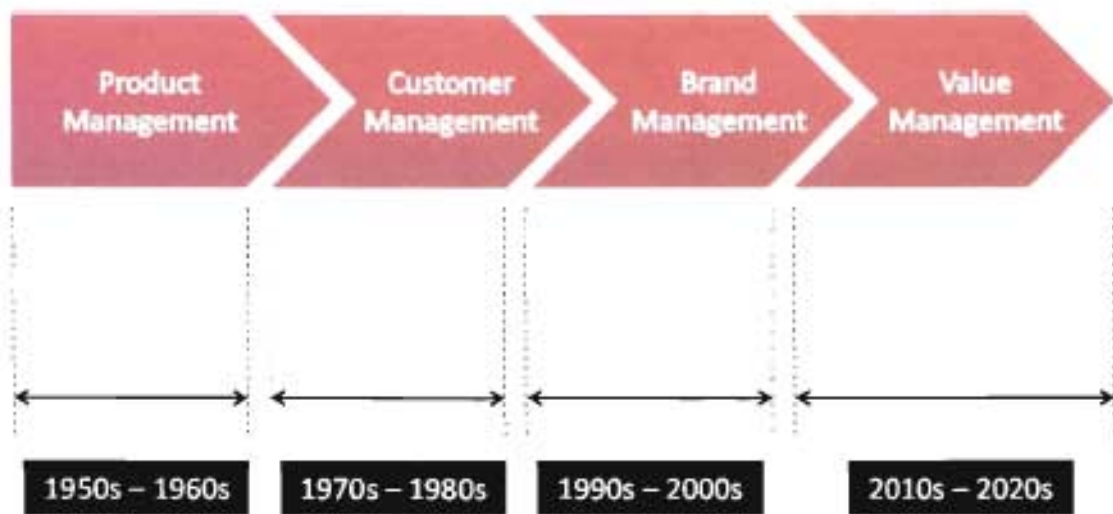 Product
Management
Customer
Management
Brand
Management
Value
Management
1950s – 1960s
1970s – 1980s
1990s – 2000s
2010s – 2020s